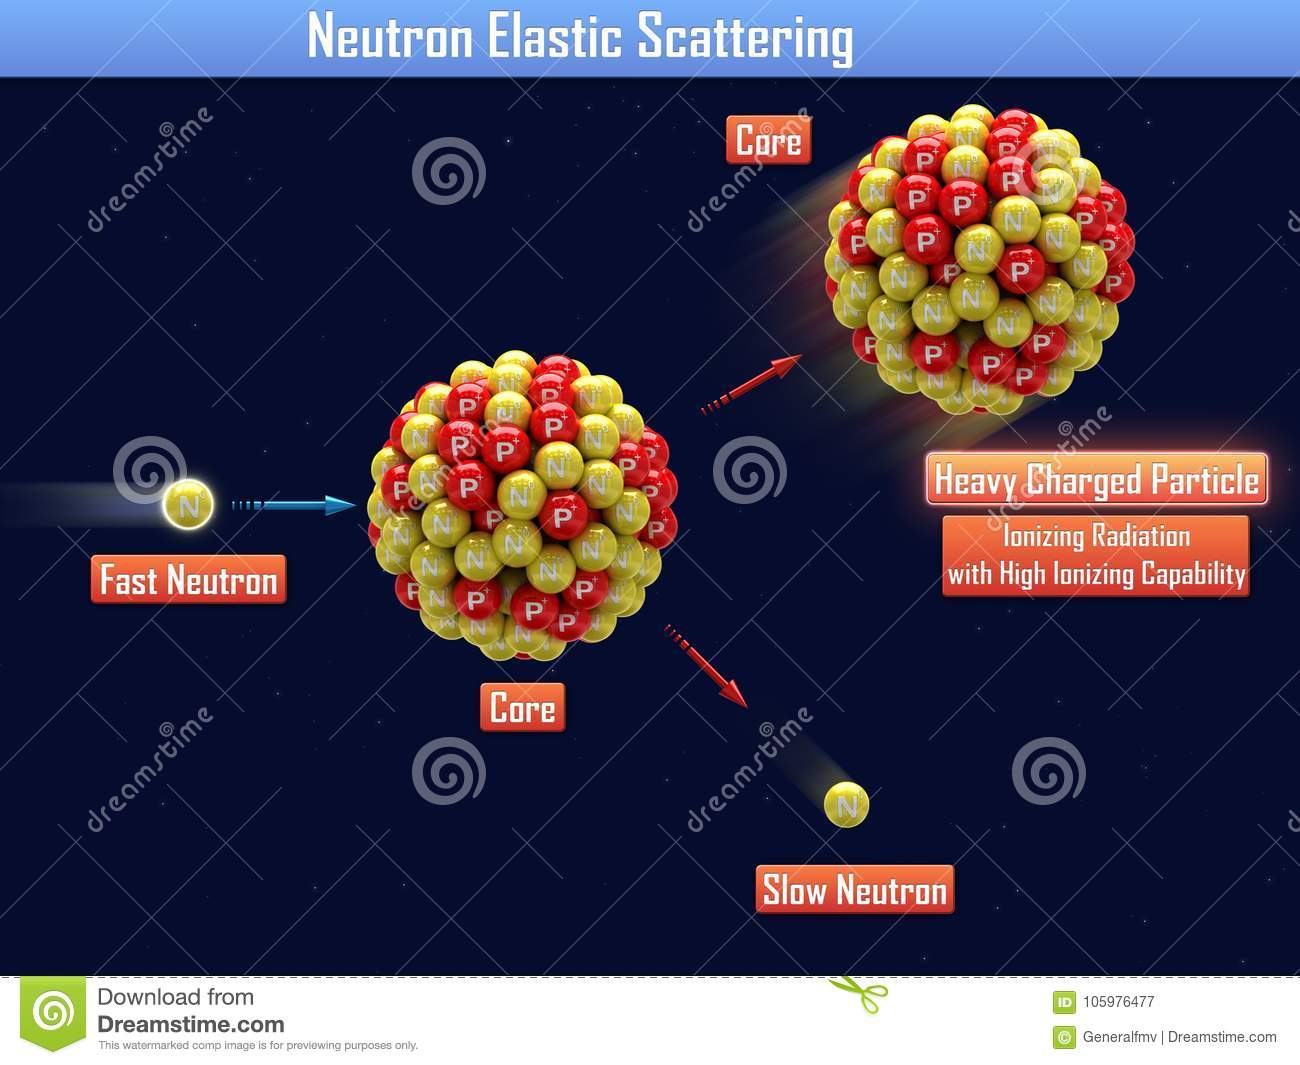 Neutron Elastic Scattering
Core
Heavy Charged Particle
Ionizing Radiation
with High Ionizing Capability
Fast Neutron
Core
Slow Neutron
Download from
Dreamstime.com
This watermarked comp image is for previewing purposes only.
ID 105976477
© Generalfmv | Dreamstime.com